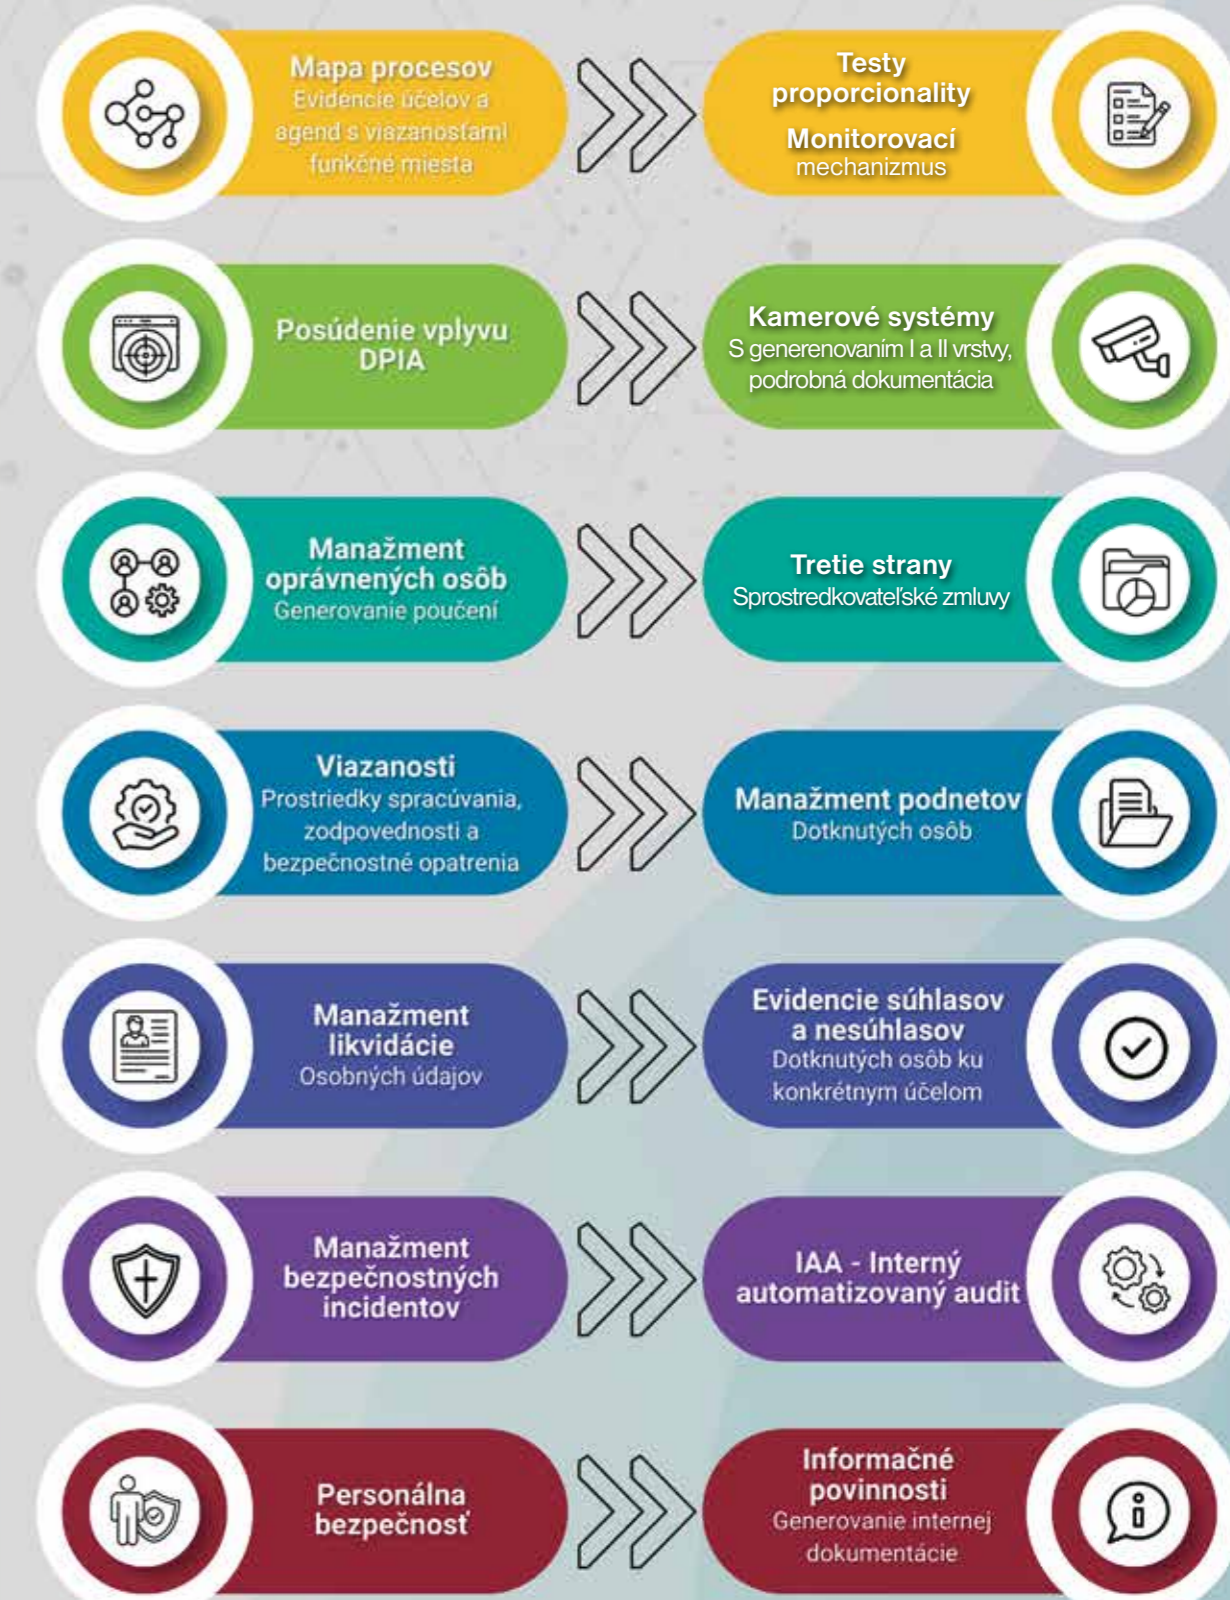 Mapa procesov
Evidencie účelov a
agend s viazanosťami
funkčné miesta
Testy
proporcionality
Monitorovací
mechanizmus
Posúdenie vplyvu
DPIA
Kamerové systémy
S generenovaním I a II vrstvy,
podrobná dokumentácia
Manažment
oprávnených osôb
Generovanie poučení
Tretie strany
Sprostredkovateľské zmluvy
Viazanosti
Prostriedky spracúvania,
zodpovednosti a
bezpečnostné opatrenia
Manažment podnetov
Dotknutých osôb
Manažment
likvidácie
Osobných údajov
Evidencie súhlasov
a nesúhlasov
Dotknutých osôb ku
konkrétnym účelom
Manažment
bezpečnostných
incidentov
IAA - Interný
automatizovaný audit
Personálna
bezpečnosť
Informačné
povinnosti
Generovanie internej
dokumentácie